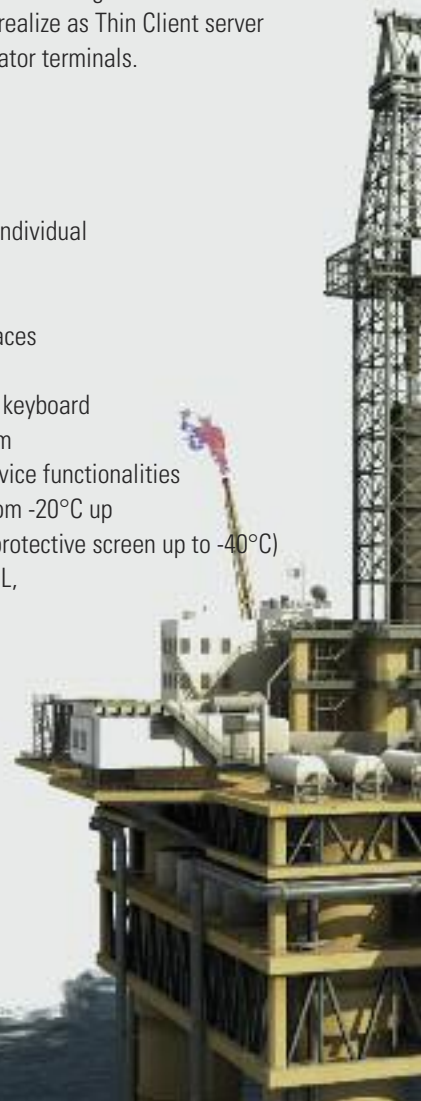 realize as Thin Client server
ator terminals.
ndividual
aces
keyboard
m
vice functionalities
om -20°C up
protective screen up to -40°C)
L,